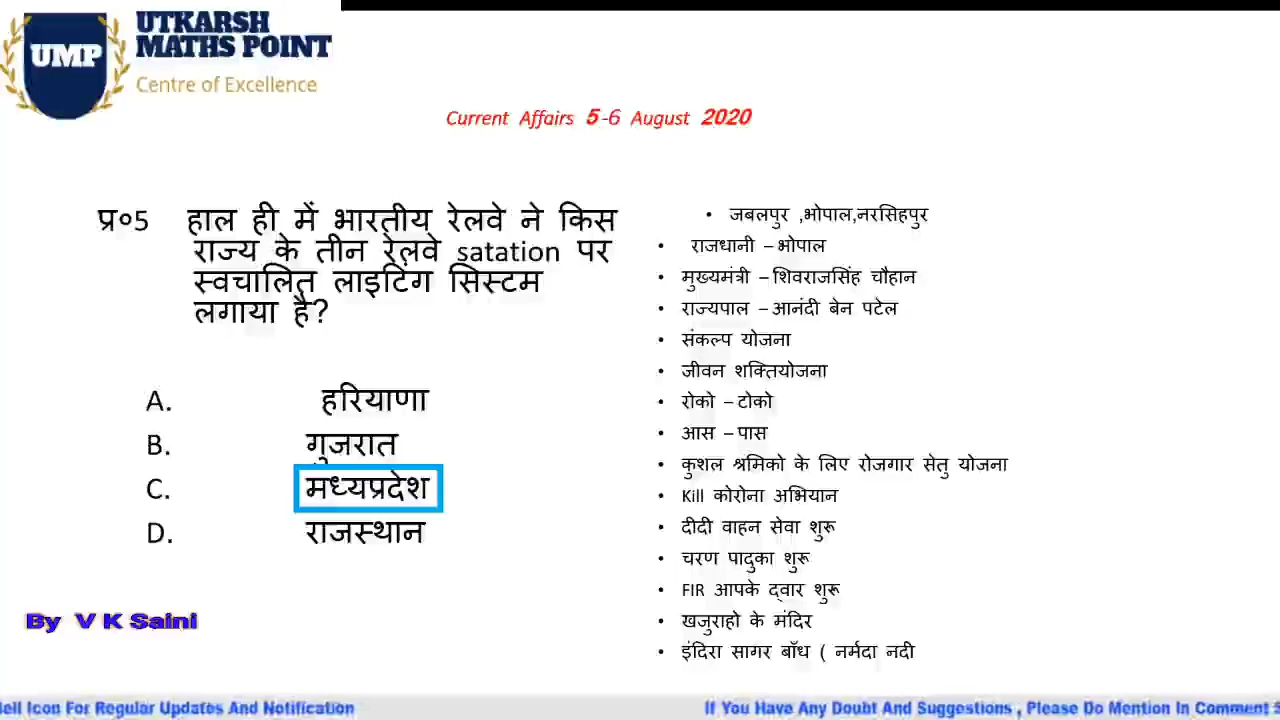 UTKARSH
MATHS POINT
UMP
Centre of Excellence
Current Affairs 5-6 August 2020
प्र०5 हाल ही में भारतीय रेलवे ने किस
राज्य के तीन रेलवे satation पर
स्वचालित लाइटिंग सिस्टम
लगाया है?
A. हरियाणा
B. गुजरात
C. मध्यप्रदेश
D. राजस्थान
• जबलपुर ,भोपाल,नरसिहपुर
• राजधानी – भोपाल
• मुख्यमंत्री – शिवराजसिंह चौहान
• राज्यपाल – आनंदी बेन पटेल
• संकल्प योजना
• जीवन शक्तियोजना
• रोको – टोको
• आस – पास
• कुशल श्रमिको के लिए रोजगार सेतु योजना
• Kill कोरोना अभियान
• दीदी वाहन सेवा शुरू
• चरण पादुका शुरू
• FIR आपके द्वार शुरू
• खजुराहो के मंदिर
• इंदिरा सागर बाँध ( नर्मदा नदी
By V K Saini
Bell Icon For Regular Updates And Notification
If You Have Any Doubt And Suggestions , Please Do Mention In Comment